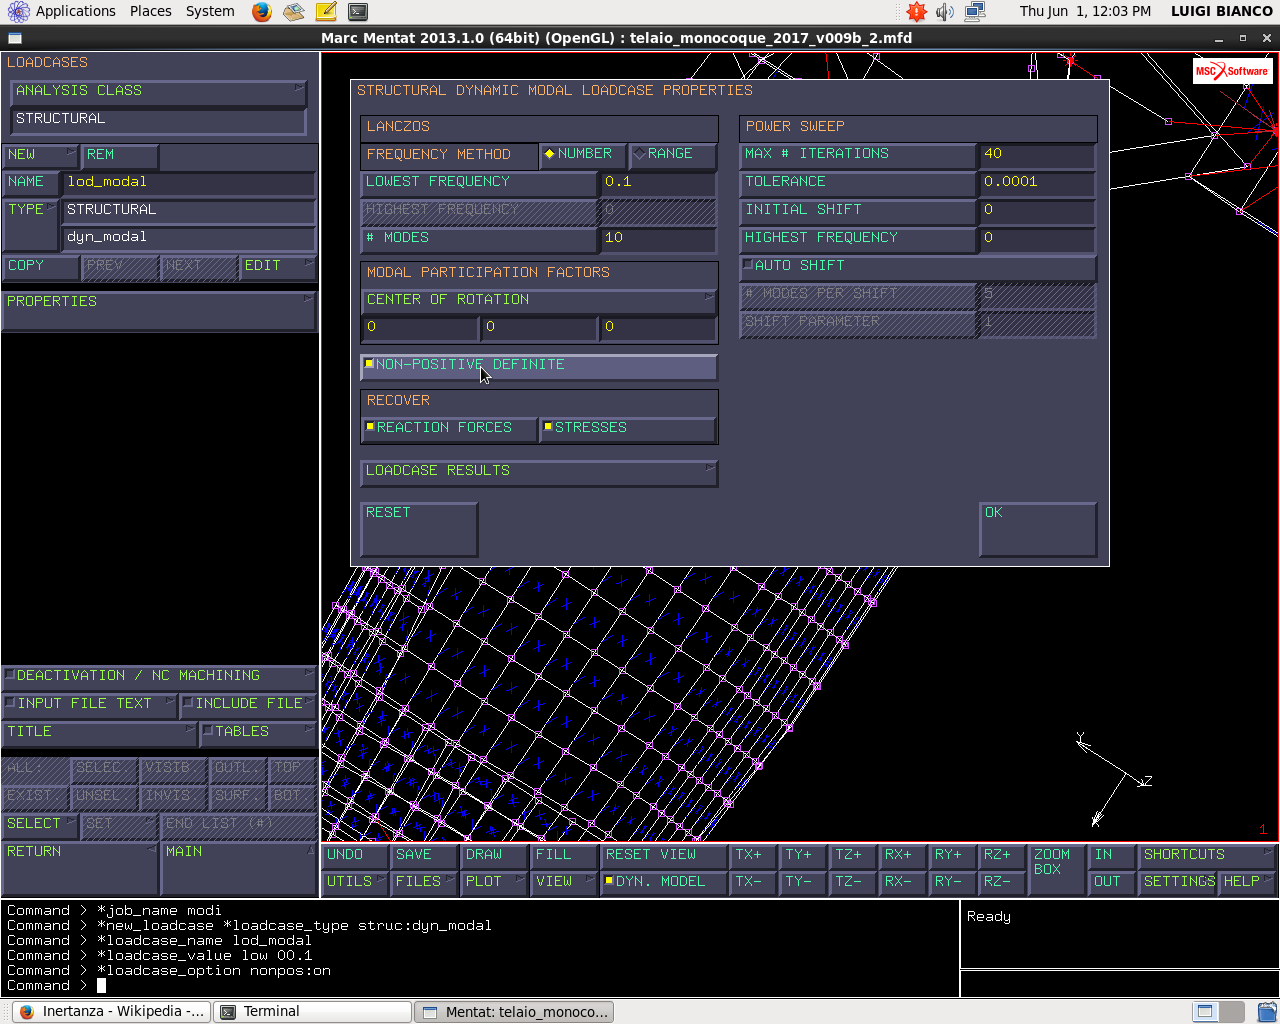 Applications Places System Thu Jun 1, 12:03 PM LUIGI BIANCO
Marc Mentat 2013.1.0 (64bit) (OpenGL) : telaio_monocoque_2017_v009b_2.mfd
LOADCASES
ANALYSIS CLASS
STRUCTURAL
NEW REM
NAME lod_modal
TYPE STRUCTURAL
dyn_modal
COPY PREV NEXT EDIT
PROPERTIES
MSC Software
STRUCTURAL DYNAMIC MODAL LOADCASE PROPERTIES
LANCZOS
FREQUENCY METHOD NUMBER RANGE
LOWEST FREQUENCY 0.1
HIGHEST FREQUENCY 0
# MODES 10
MODAL PARTICIPATION FACTORS
CENTER OF ROTATION
0 0 0
NON-POSITIVE DEFINITE
RECOVER
REACTION FORCES STRESSES
LOADCASE RESULTS
RESET
POWER SWEEP
MAX # ITERATIONS 40
TOLERANCE 0.0001
INITIAL SHIFT 0
HIGHEST FREQUENCY 0
AUTO SHIFT
# MODES PER SHIFT 5
SHIFT PARAMETER 1
OK
Y
Z
X
1
DEACTIVATION / NC MACHINING
INPUT FILE TEXT INCLUDE FILE
TITLE TABLES
ALL: SELEC. VISIB. OUTL. TOP
EXIST. UNSEL. INVIS. SURF. BOT.
SELECT SET END LIST (#)
RETURN MAIN
UNDO SAVE DRAW FILL RESET VIEW TX+ TY+ TZ+ RX+ RY+ RZ+ ZOOM BOX IN SHORTCUTS
UTILS FILES PLOT VIEW DYN. MODEL TX- TY- TZ- RX- RY- RZ- OUT SETTINGS HELP
Command > *job_name modi
Command > *new_loadcase *loadcase_type struc:dyn_modal
Command > *loadcase_name lod_modal
Command > *loadcase_value low 00.1
Command > *loadcase_option nonpos:on
Command >
Ready
Inertanza - Wikipedia -... Terminal Mentat: telaio_monoco...